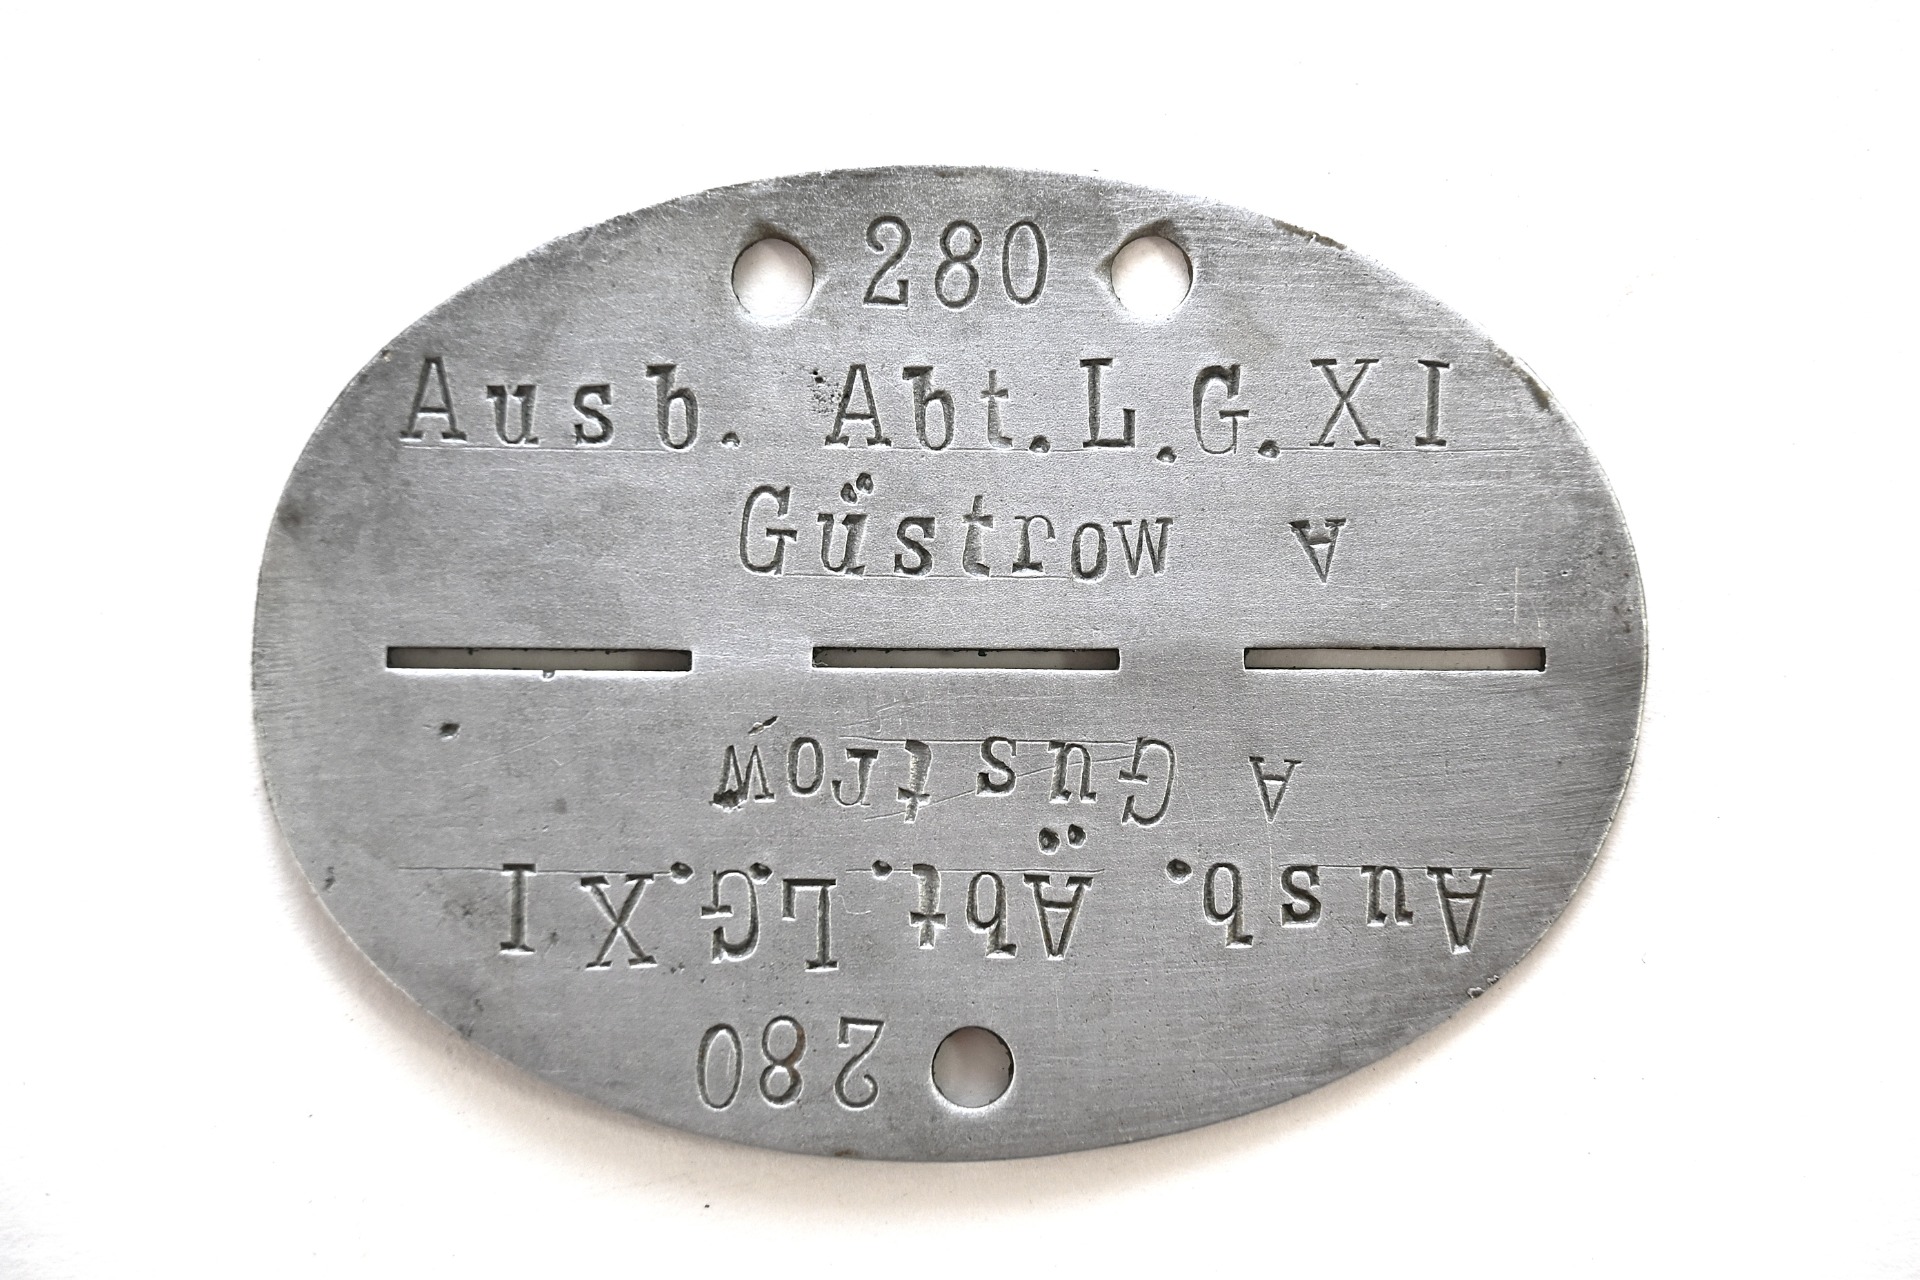 280
Ausb. Abt.L.G.XI
Güstrow A
A Güstrow
Ausb. Abt.L.G.XI
280